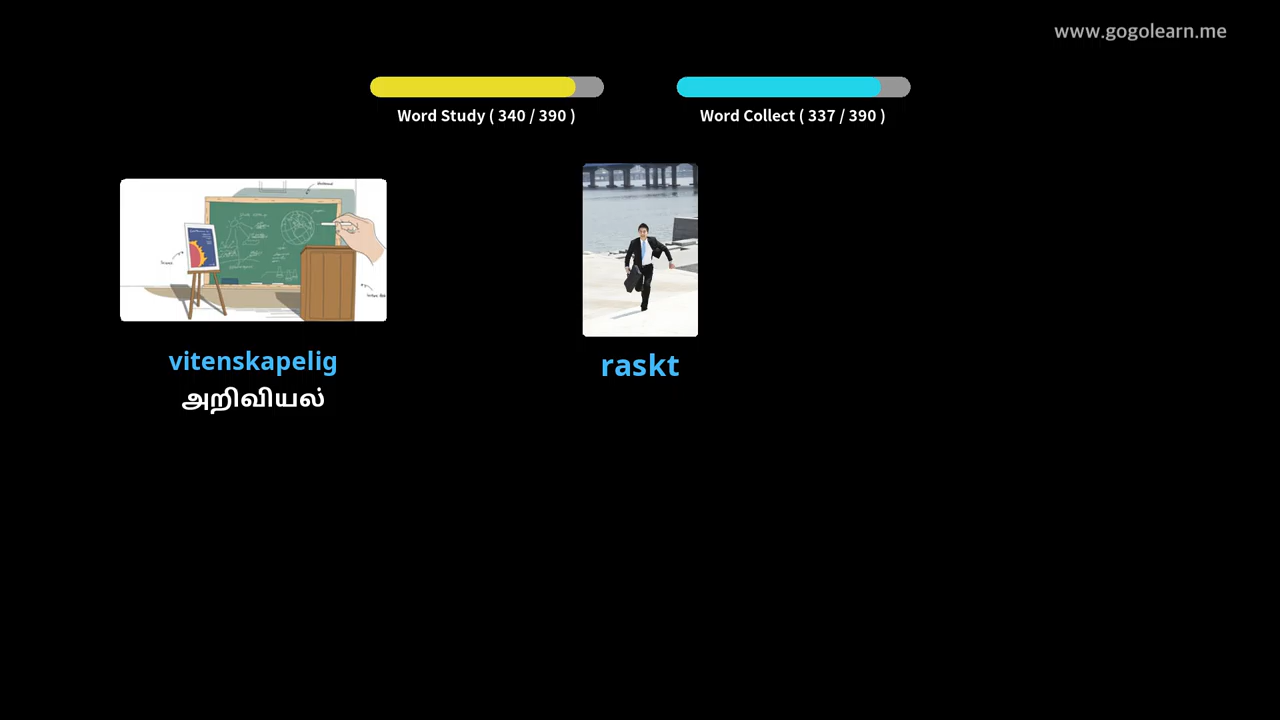 www.gogolearn.me
Word Study ( 340 / 390 )
Word Collect ( 337 / 390 )
vitenskapelig
அறிவியல்
raskt